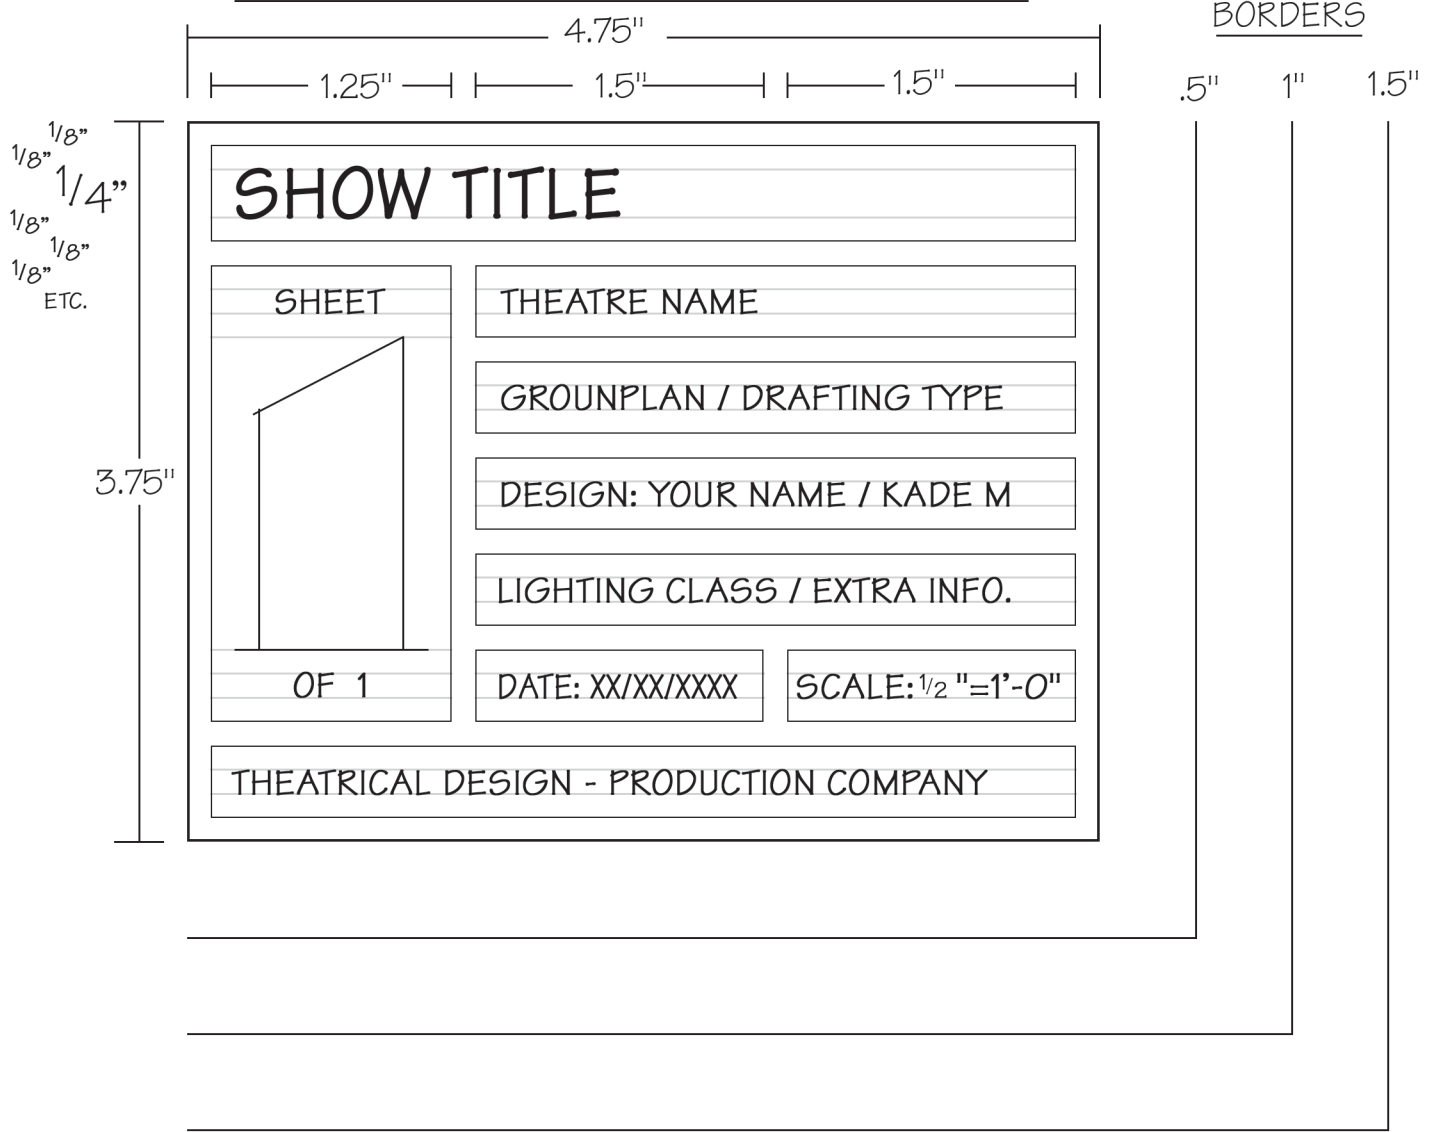 BORDERS
4.75"
1.25" 1.5" 1.5" .5" 1" 1.5"
1/8”
1/8”
1/4”
1/8”
1/8”
1/8”
ETC.
3.75"
SHOW TITLE
SHEET
1
OF 1
THEATRE NAME
GROUNPLAN / DRAFTING TYPE
DESIGN: YOUR NAME / KADE M
LIGHTING CLASS / EXTRA INFO.
DATE: XX/XX/XXXX
SCALE: 1/2 "=1’-0"
THEATRICAL DESIGN - PRODUCTION COMPANY